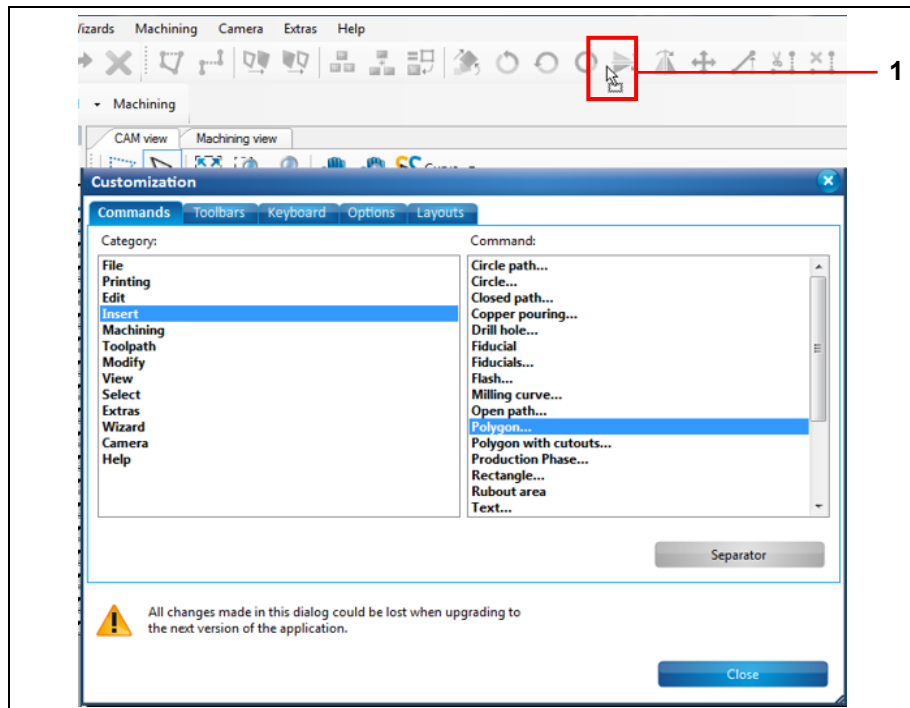 Wizards Machining Camera Extras Help
1
Machining
CAM view Machining view
Customization
Commands Toolbars Keyboard Options Layouts
Category: Command:
File Circle path...
Printing Circle...
Edit Closed path...
Insert Copper pouring...
Machining Drill hole...
Toolpath Fiducial
Modify Fiducials...
View Flash...
Select Milling curve...
Extras Open path...
Wizard Polygon...
Camera Polygon with cutouts...
Help Production Phase...
Rectangle...
Rubout area
Text...
Separator
All changes made in this dialog could be lost when upgrading to
the next version of the application.
Close